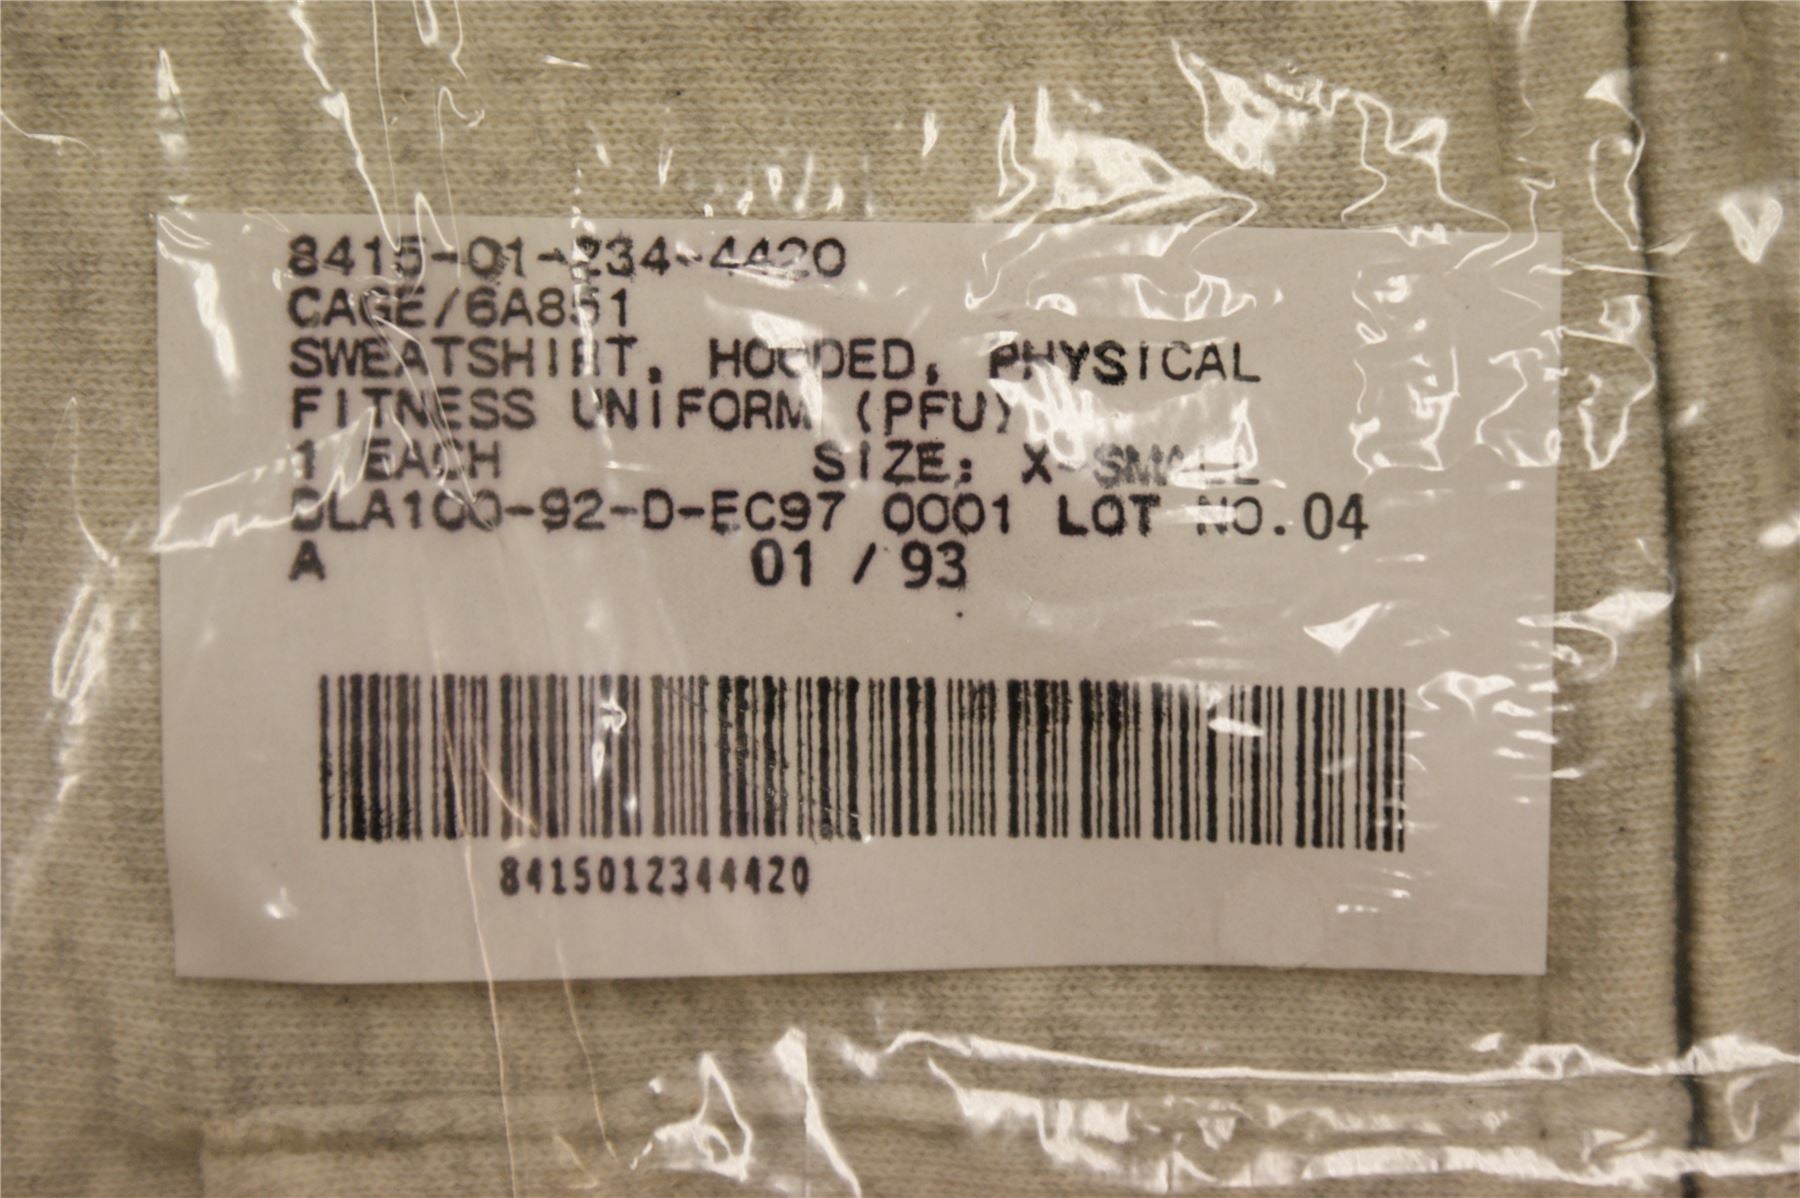 8415-01-234-4420
CAGE/6A851
SWEATSHIRT, HOODED, PHYSICAL
FITNESS UNIFORM (PFU)
1 EACH SIZE: X-SMALL
DLA100-92-D-EC97 0001 LOT NO.04
A 01 / 93
8415012344420